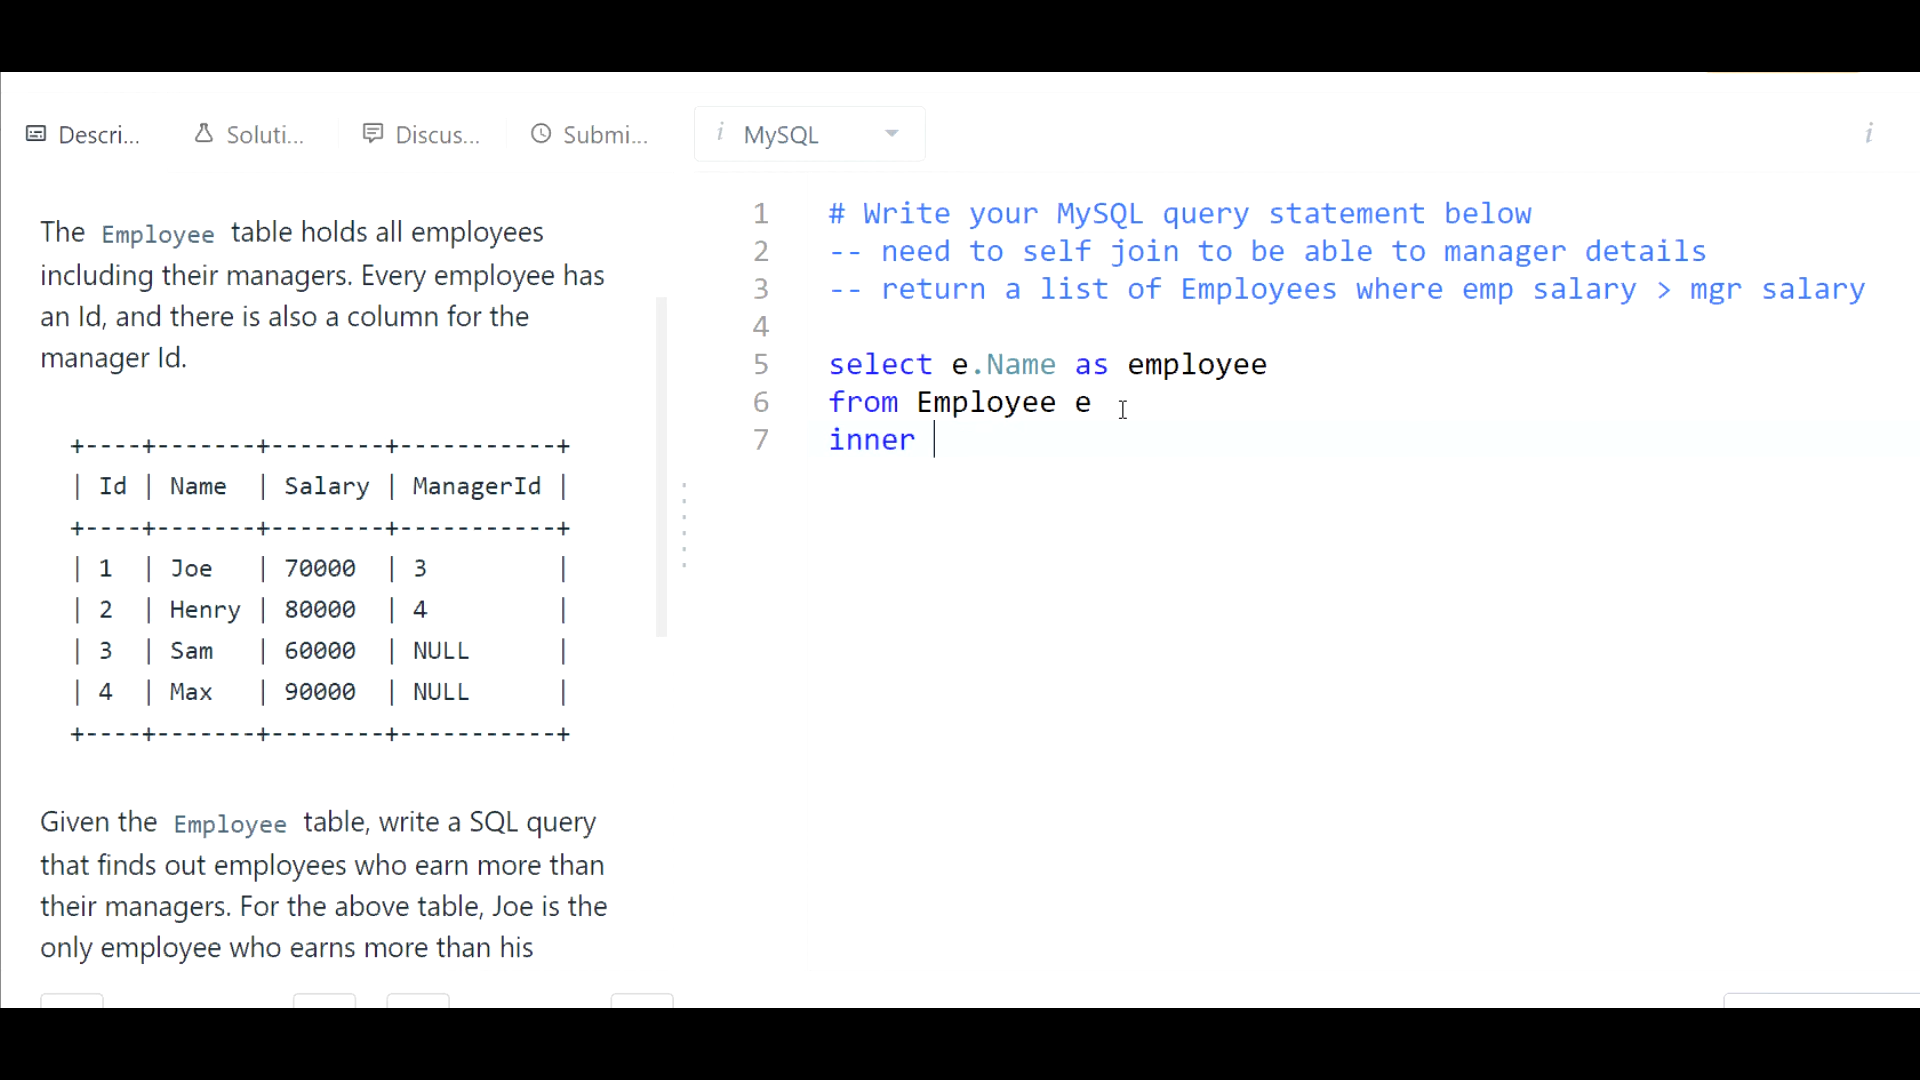 Descri... Soluti... Discus... Submi... i MySQL i
The Employee table holds all employees
including their managers. Every employee has
an Id, and there is also a column for the
manager Id.
+----+-------+--------+-----------+
| Id | Name  | Salary | ManagerId |
+----+-------+--------+-----------+
| 1  | Joe   | 70000  | 3         |
| 2  | Henry | 80000  | 4         |
| 3  | Sam   | 60000  | NULL      |
| 4  | Max   | 90000  | NULL      |
+----+-------+--------+-----------+
Given the Employee table, write a SQL query
that finds out employees who earn more than
their managers. For the above table, Joe is the
only employee who earns more than his
1 # Write your MySQL query statement below
2 -- need to self join to be able to manager details
3 -- return a list of Employees where emp salary > mgr salary
4
5 select e.Name as employee
6 from Employee e
7 inner